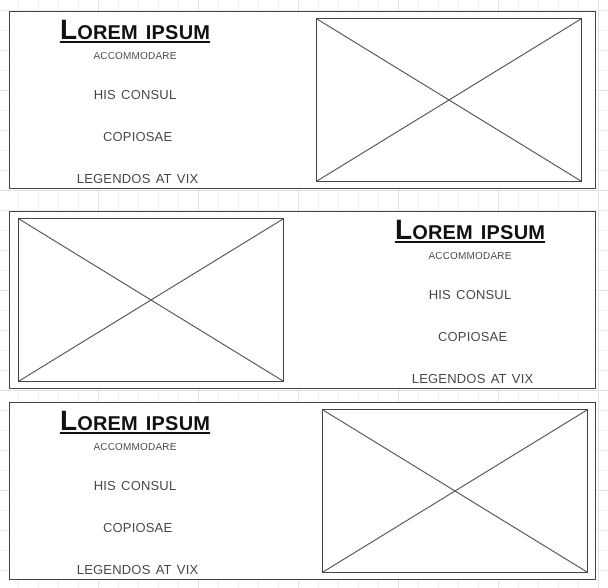 Lorem ipsum
accommodare
his consul
copiosae
legendos at vix
Lorem ipsum
accommodare
his consul
copiosae
legendos at vix
Lorem ipsum
accommodare
his consul
copiosae
legendos at vix